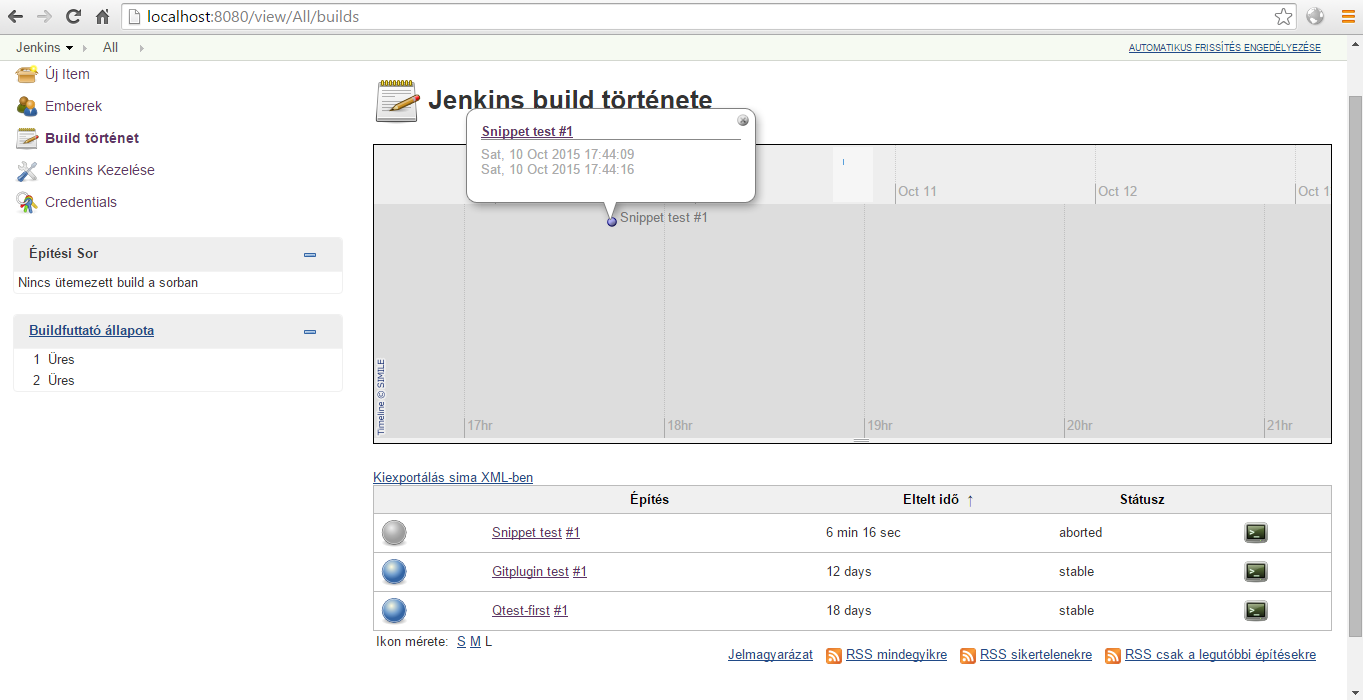 localhost:8080/view/All/builds
Jenkins All
AUTOMATIKUS FRISSÍTÉS ENGEDÉLYEZÉSE
Új Item
Emberek
Build történet
Jenkins Kezelése
Credentials
Építési Sor
Nincs ütemezett build a sorban
Buildfuttató állapota
1 Üres
2 Üres
Jenkins build története
Snippet test #1
Sat, 10 Oct 2015 17:44:09
Sat, 10 Oct 2015 17:44:16
Oct 11 Oct 12 Oct 1
Snippet test #1
Timeline © SIMILE
17hr 18hr 19hr 20hr 21hr
Kiexportálás sima XML-ben
Építés Eltelt idő ↑ Státusz
Snippet test #1 6 min 16 sec aborted
Gitplugin test #1 12 days stable
Qtest-first #1 18 days stable
Ikon mérete: S M L
Jelmagyarázat RSS mindegyikre RSS sikertelenekre RSS csak a legutóbbi építésekre